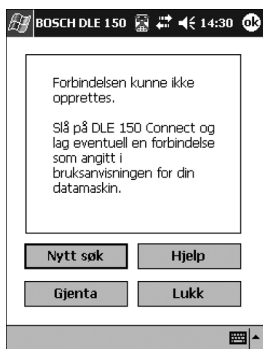 BOSCH DLE 150 14:30 ok
Forbindelsen kunne ikke
opprettes.
Slå på DLE 150 Connect og
lag eventuell en forbindelse
som angitt i
bruksanvisningen for din
datamaskin.
Nytt søk Hjelp
Gjenta Lukk